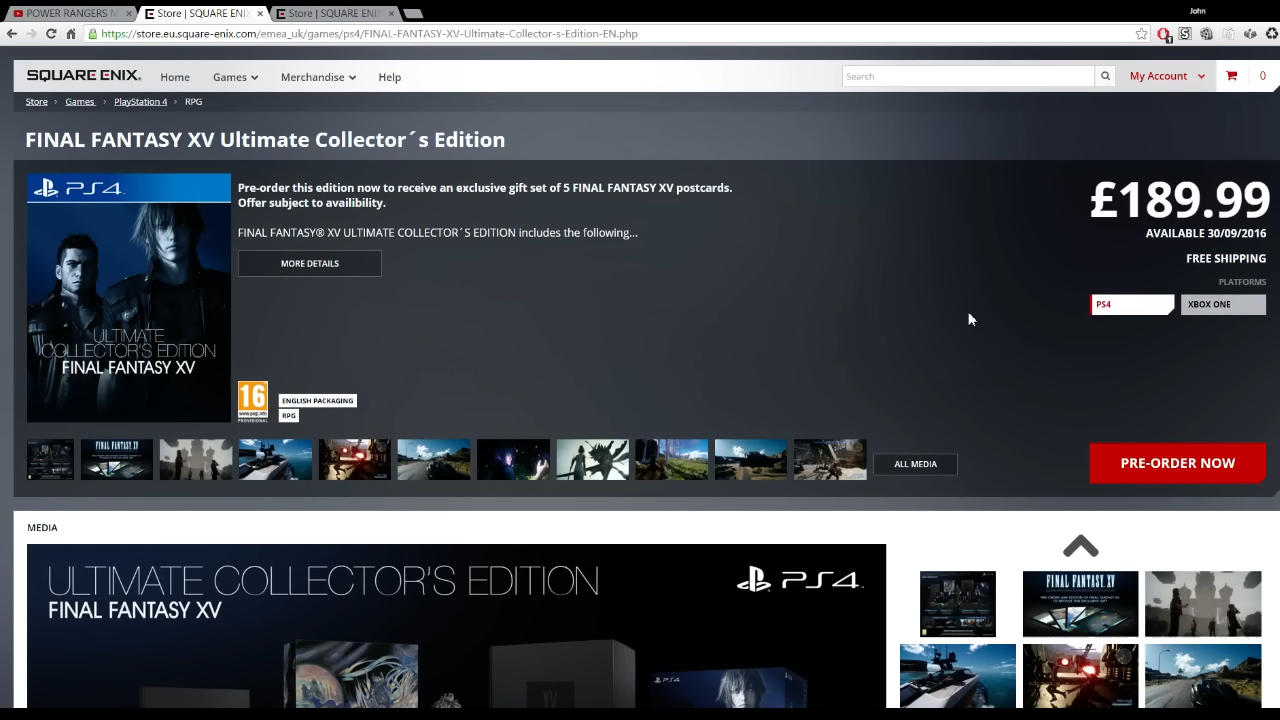 John
POWER RANGERS M
Store | SQUARE ENIX
Store | SQUARE ENIX
https://store.eu.square-enix.com/emea_uk/games/ps4/FINAL-FANTASY-XV-Ultimate-Collector-s-Edition-EN.php
SQUARE ENIX.
Home
Games
Merchandise
Help
Search
My Account
0
Store > Games > PlayStation 4 > RPG
FINAL FANTASY XV Ultimate Collector´s Edition
PS4
ULTIMATE
COLLECTOR'S EDITION
FINAL FANTASY XV
Pre-order this edition now to receive an exclusive gift set of 5 FINAL FANTASY XV postcards.
Offer subject to availibility.
FINAL FANTASY® XV ULTIMATE COLLECTOR´S EDITION includes the following...
MORE DETAILS
16
www.pegi.info
PROVISIONAL
ENGLISH PACKAGING
RPG
£189.99
AVAILABLE 30/09/2016
FREE SHIPPING
PLATFORMS
PS4
XBOX ONE
FINAL FANTASY XV
ALL MEDIA
PRE-ORDER NOW
MEDIA
ULTIMATE COLLECTOR'S EDITION
FINAL FANTASY XV
PS4
XV
FINAL FANTASY XV